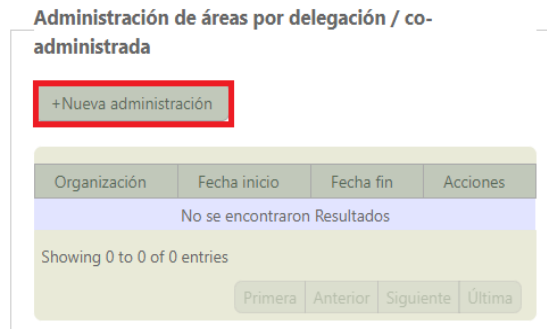 Administración de áreas por delegación / co-
administrada
+Nueva administración
Organización Fecha inicio Fecha fin Acciones
No se encontraron Resultados
Showing 0 to 0 of 0 entries
Primera Anterior Siguiente Última